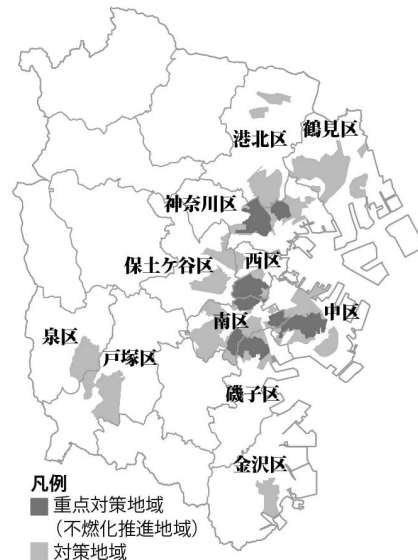 港北区
鶴見区
神奈川区
保土ケ谷区
西区
中区
南区
泉区
戸塚区
磯子区
金沢区
凡例
重点対策地域
（不燃化推進地域）
対策地域